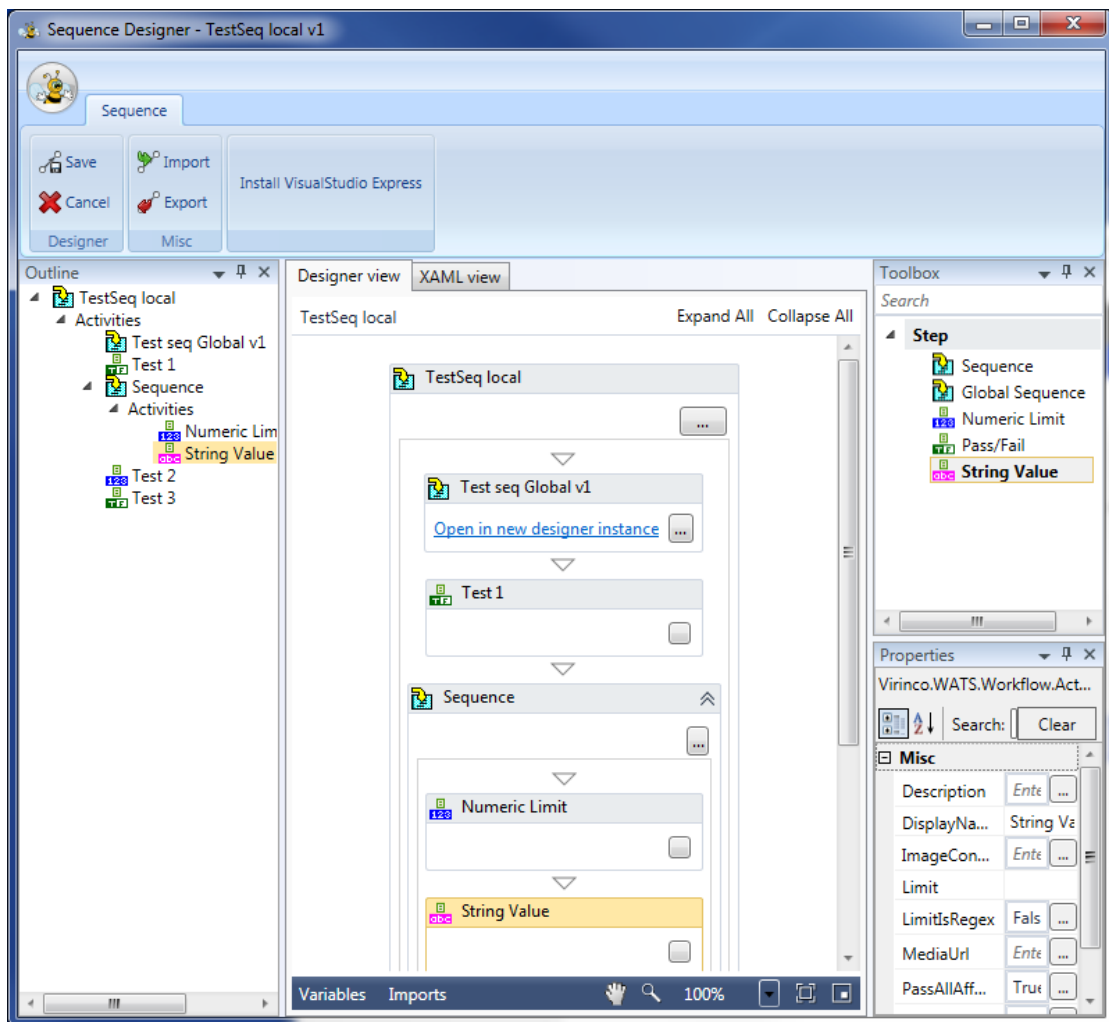 Sequence Designer - TestSeq local v1
Sequence
Save
Cancel
Designer
Import
Export
Misc
Install VisualStudio Express
Outline
TestSeq local
Activities
Test seq Global v1
Test 1
Sequence
Activities
Numeric Lim
String Value
Test 2
Test 3
Designer view XAML view
TestSeq local Expand All Collapse All
TestSeq local
...
Test seq Global v1
Open in new designer instance ...
Test 1
Sequence
...
Numeric Limit
String Value
Variables Imports 100%
Toolbox
Search
Step
Sequence
Global Sequence
Numeric Limit
Pass/Fail
String Value
Properties
Virinco.WATS.Workflow.Act...
Search: Clear
Misc
Description Ente ...
DisplayNa... String Va
ImageCon... Ente ...
Limit
LimitIsRegex Fals ...
MediaUrl Ente ...
PassAllAff... True ...